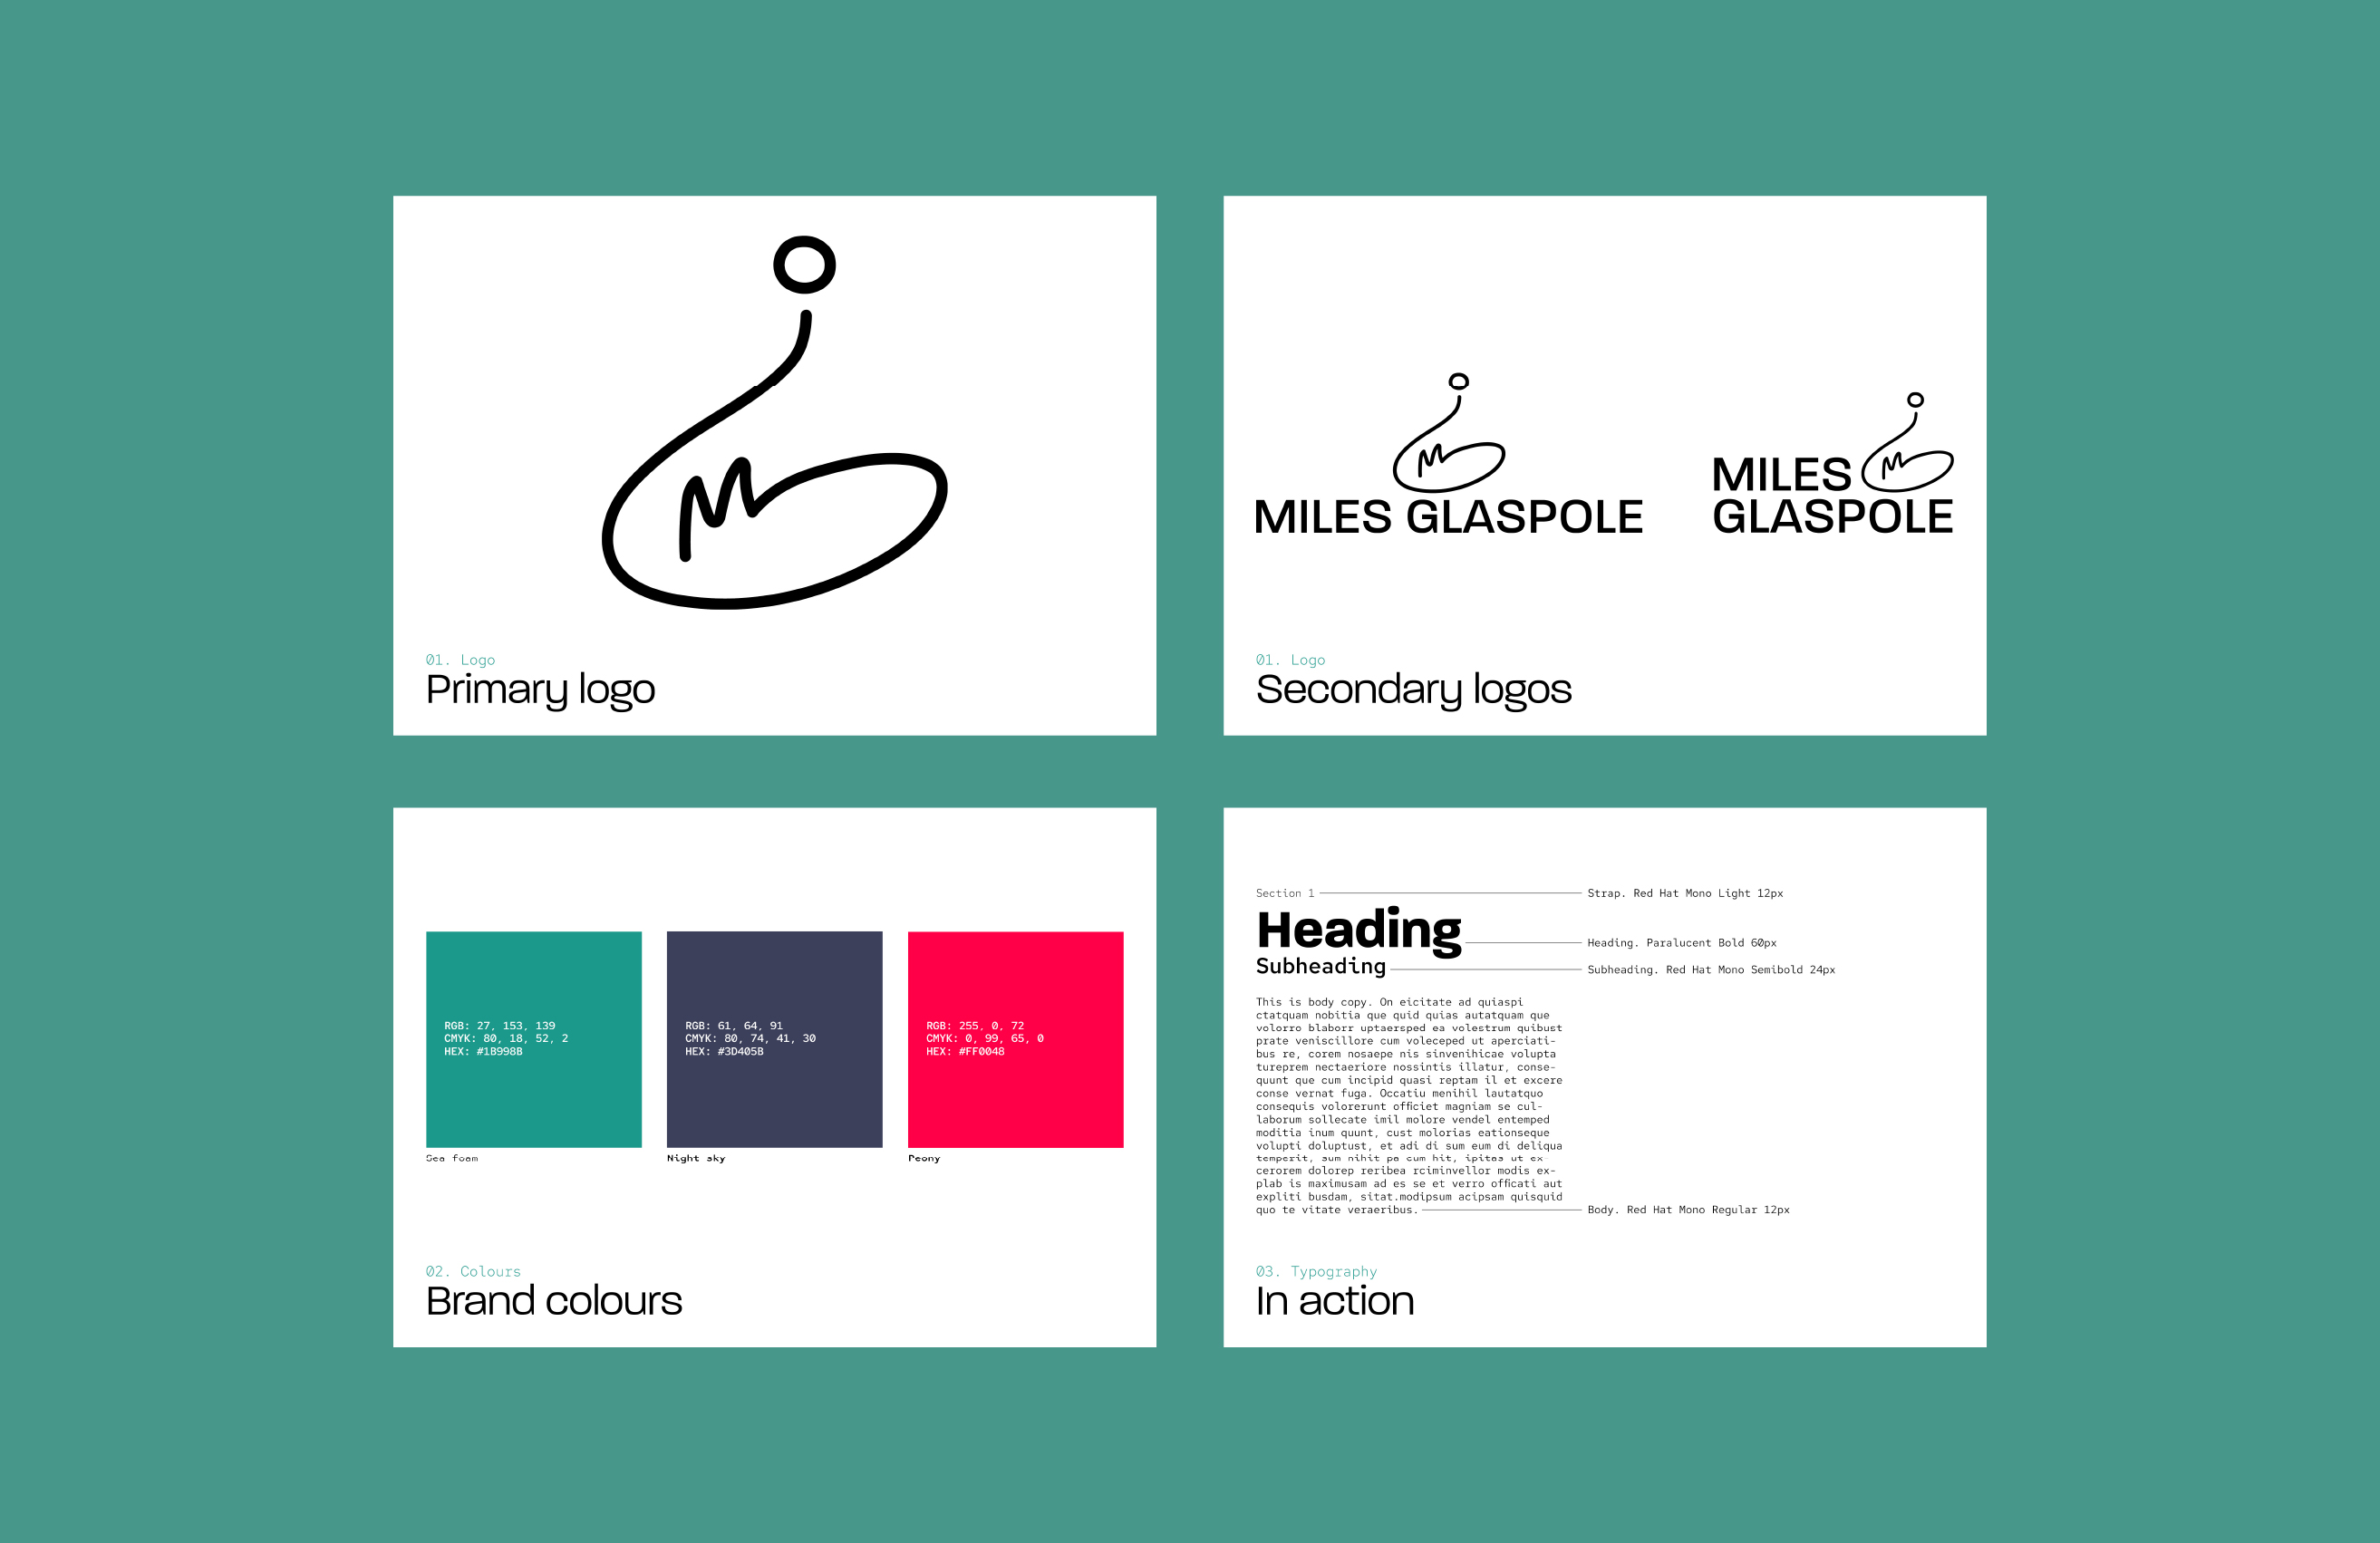 01. Logo
Primary logo
MILES GLASPOLE
MILES
GLASPOLE
01. Logo
Secondary logos
RGB: 27, 153, 139
CMYK: 80, 18, 52, 2
HEX: #1B998B
Sea foam
RGB: 61, 64, 91
CMYK: 80, 74, 41, 30
HEX: #3D405B
Night sky
RGB: 255, 0, 72
CMYK: 0, 99, 65, 0
HEX: #FF0048
Peony
02. Colours
Brand colours
Section 1
Strap. Red Hat Mono Light 12px
Heading
Heading. Paralucent Bold 60px
Subheading
Subheading. Red Hat Mono Semibold 24px
This is body copy. On eicitate ad quiaspi
ctatquam nobitia que quid quias autatquam que
volorro blaborr uptaersped ea volestrum quibust
prate veniscillore cum voleceped ut aperciati-
bus re, corem nosaepe nis sinvenihicae volupta
tureprem nectaeriore nossintis illatur, conse-
quunt que cum incipid quasi reptam il et excere
conse vernat fuga. Occatiu menihil lautatquo
consequis volorerunt officiet magniam se cul-
laborum sollecate imil molore vendel entemped
moditia inum quunt, cust molorias eationseque
volupti doluptust, et adi di sum eum di deliqua
temperit, sum nihit pa cum hit, ipitas ut ex-
cerorem dolorep reribea rciminvellor modis ex-
plab is maximusam ad es se et verro officati aut
expliti busdam, sitat.modipsum acipsam quisquid
quo te vitate veraeribus.
Body. Red Hat Mono Regular 12px
03. Typography
In action